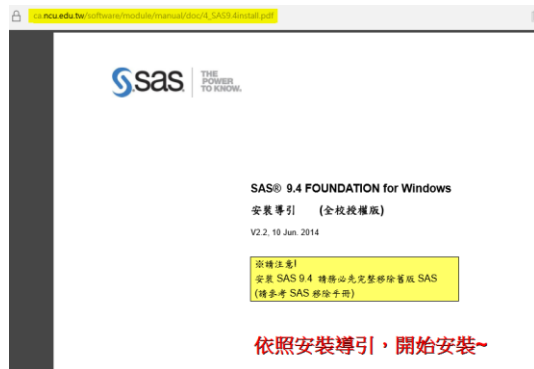 ca.ncu.edu.tw/software/module/manual/doc/4_SAS9.4install.pdf
sas
THE
POWER
TO KNOW.
SAS® 9.4 FOUNDATION for Windows
安裝導引 (全校授權版)
V2.2, 10 Jun. 2014
※請注意!
安裝 SAS 9.4 請務必先完整移除舊版 SAS
(請參考 SAS 移除手冊)
依照安裝導引，開始安裝~